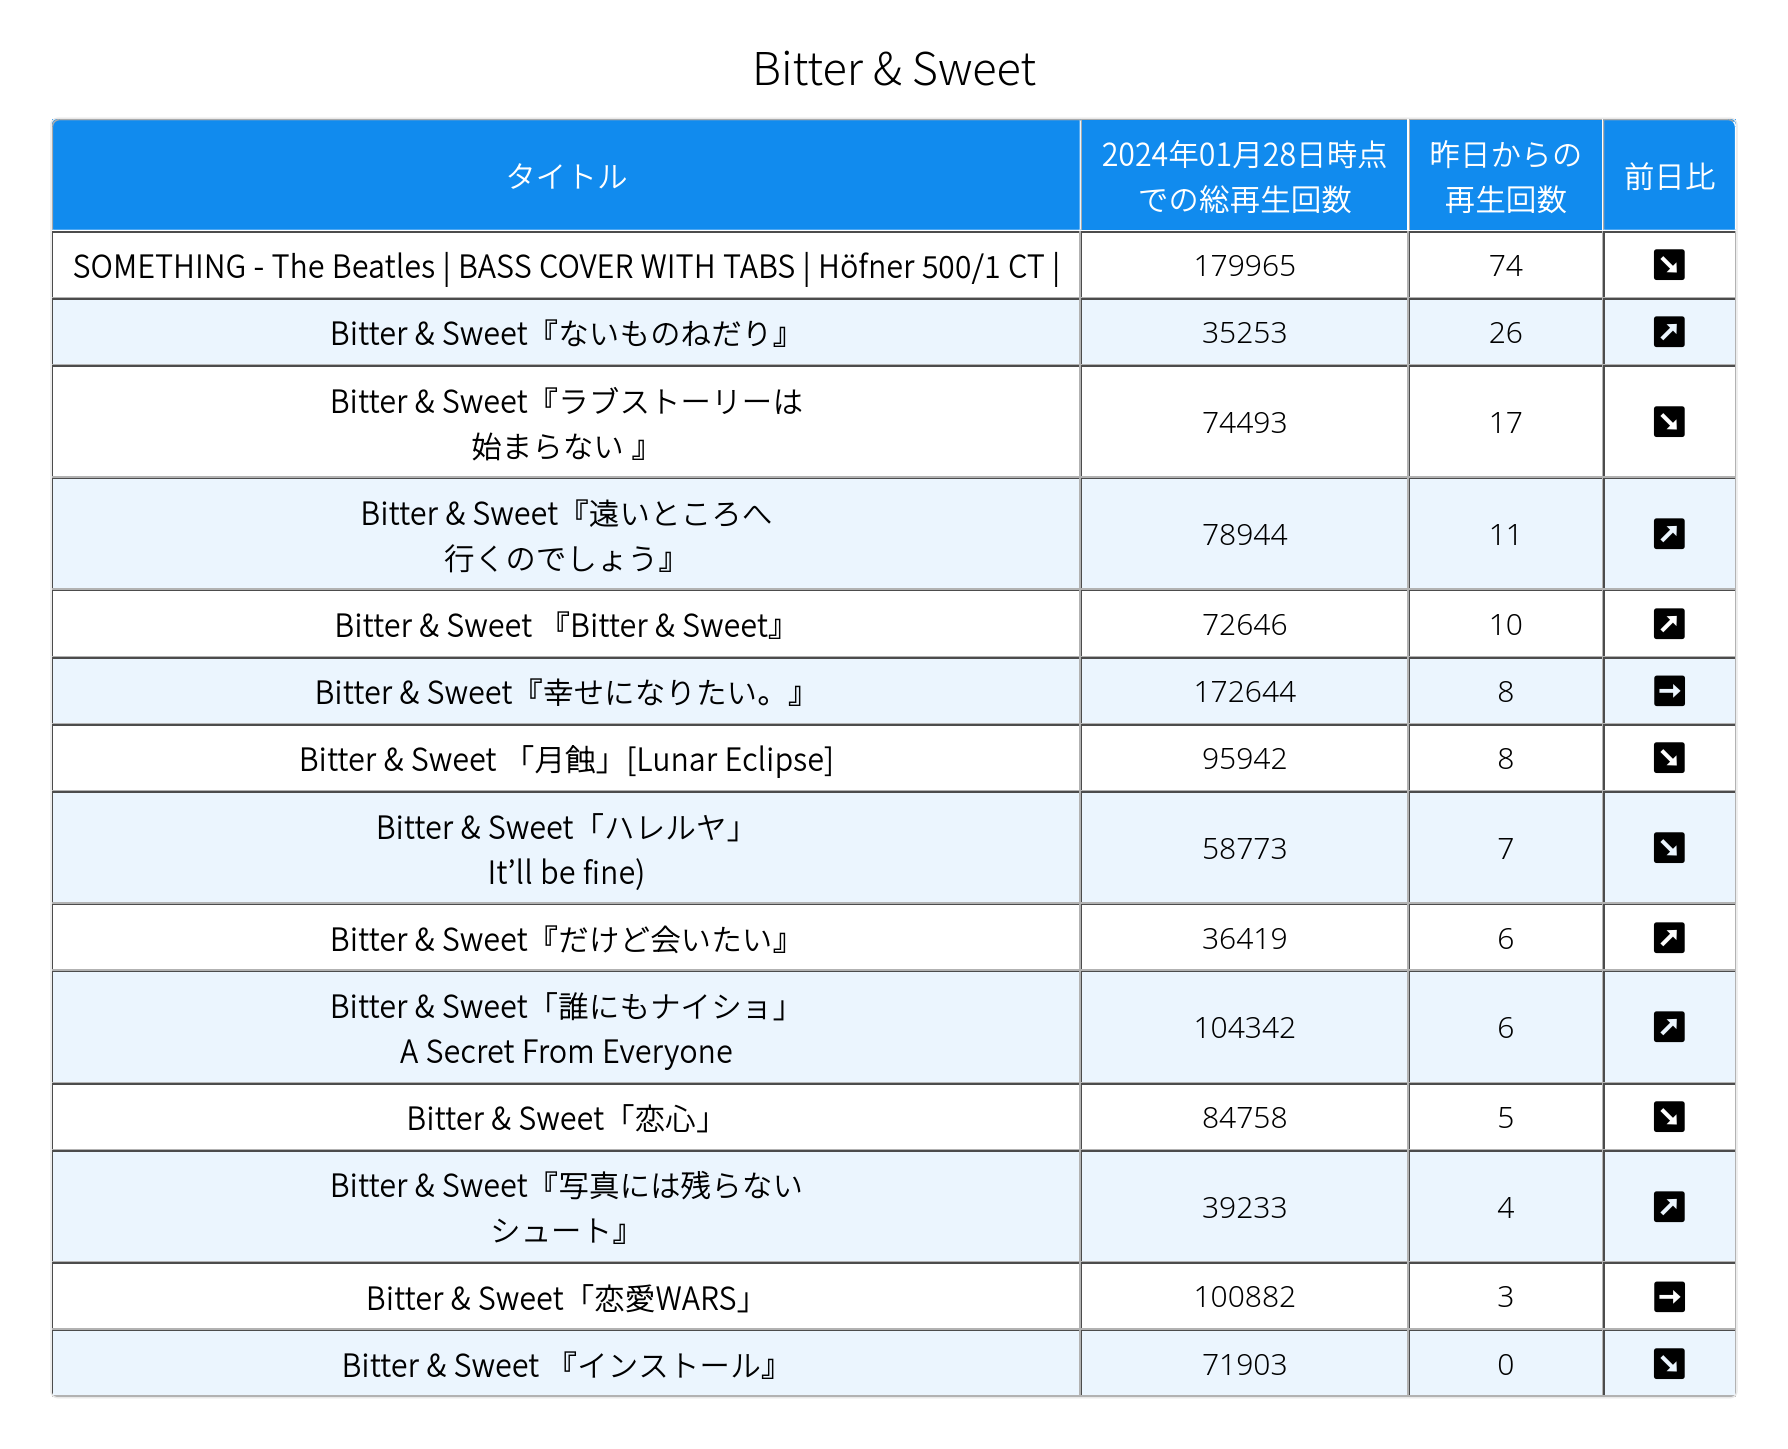 Bitter & Sweet
タイトル
2024年01月28日時点
での総再生回数
昨日からの
再生回数
前日比
SOMETHING - The Beatles | BASS COVER WITH TABS | Höfner 500/1 CT |
179965
74
↘
Bitter & Sweet『ないものねだり』
35253
26
↗
Bitter & Sweet『ラブストーリーは
始まらない 』
74493
17
↘
Bitter & Sweet『遠いところへ
行くのでしょう』
78944
11
↗
Bitter & Sweet 『Bitter & Sweet』
72646
10
↗
Bitter & Sweet『幸せになりたい。』
172644
8
→
Bitter & Sweet 「月蝕」[Lunar Eclipse]
95942
8
↘
Bitter & Sweet「ハレルヤ」
It’ll be fine)
58773
7
↘
Bitter & Sweet『だけど会いたい』
36419
6
↗
Bitter & Sweet「誰にもナイショ」
A Secret From Everyone
104342
6
↗
Bitter & Sweet「恋心」
84758
5
↘
Bitter & Sweet『写真には残らない
シュート』
39233
4
↗
Bitter & Sweet「恋愛WARS」
100882
3
→
Bitter & Sweet 『インストール』
71903
0
↘